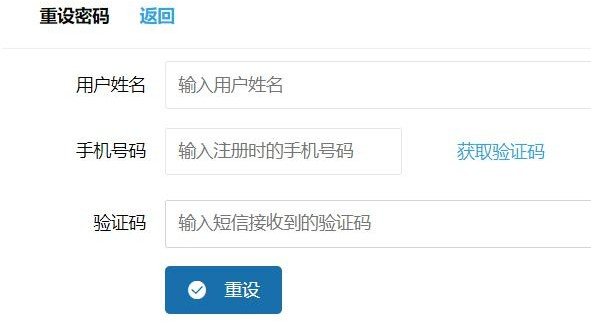 重设密码 返回
用户姓名 输入用户姓名
手机号码 输入注册时的手机号码 获取验证码
验证码 输入短信接收到的验证码
重设